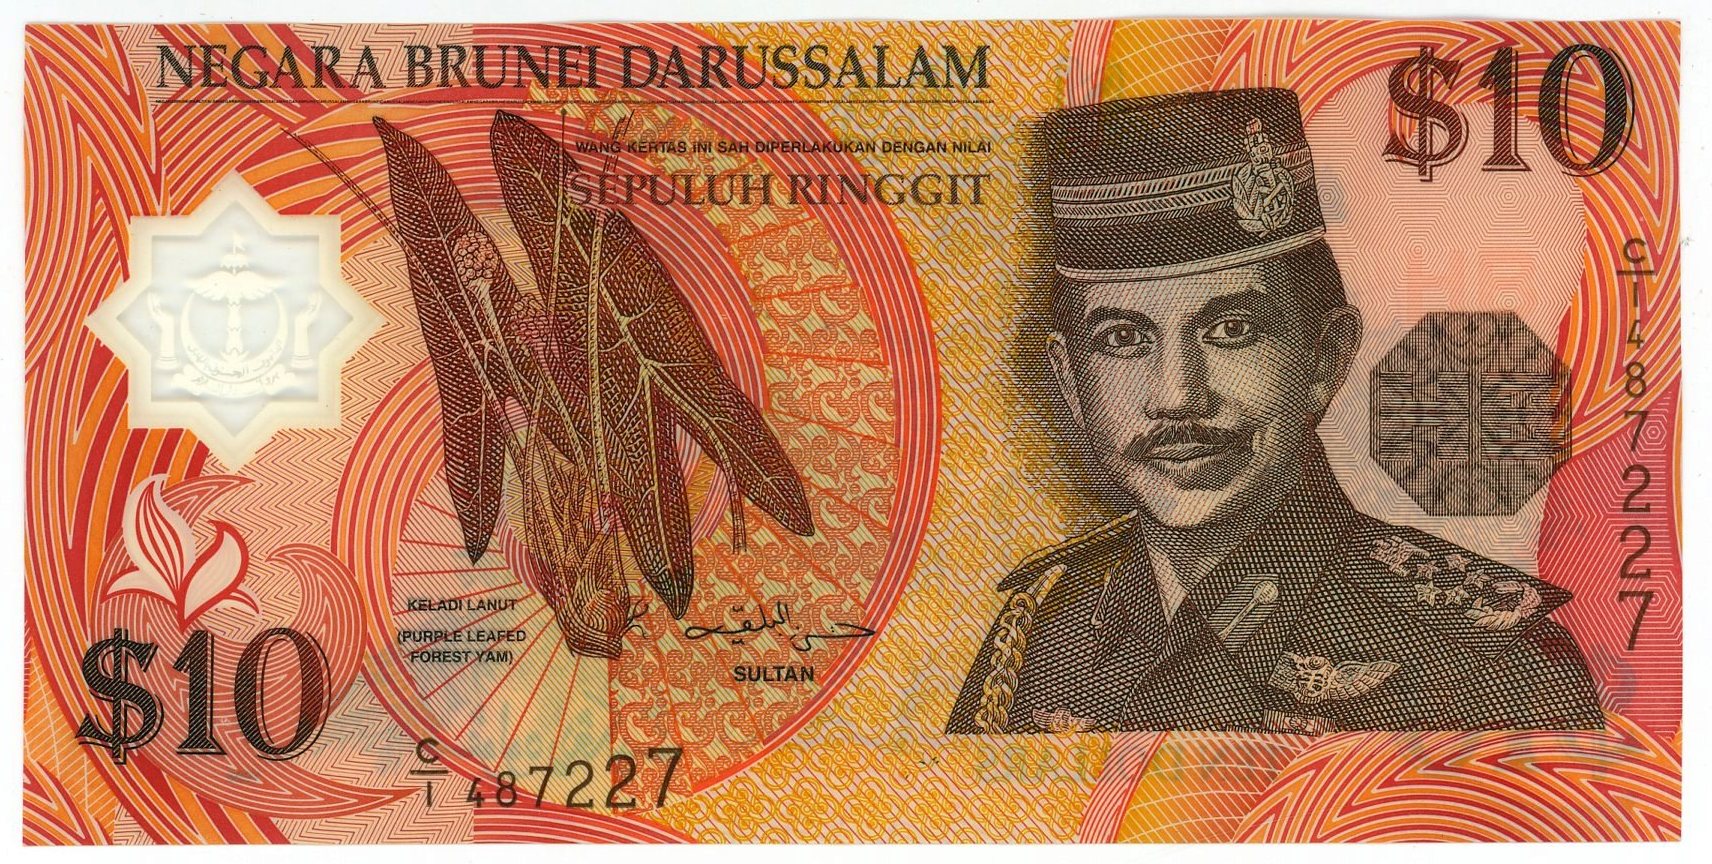 NEGARA BRUNEI DARUSSALAM
$10
WANG KERTAS INI SAH DIPERLAKUKAN DENGAN NILAI
SEPULUH RINGGIT
C/1 487227
KELADI LANUT
(PURPLE LEAFED
FOREST YAM)
SULTAN
$10
C/1 487227